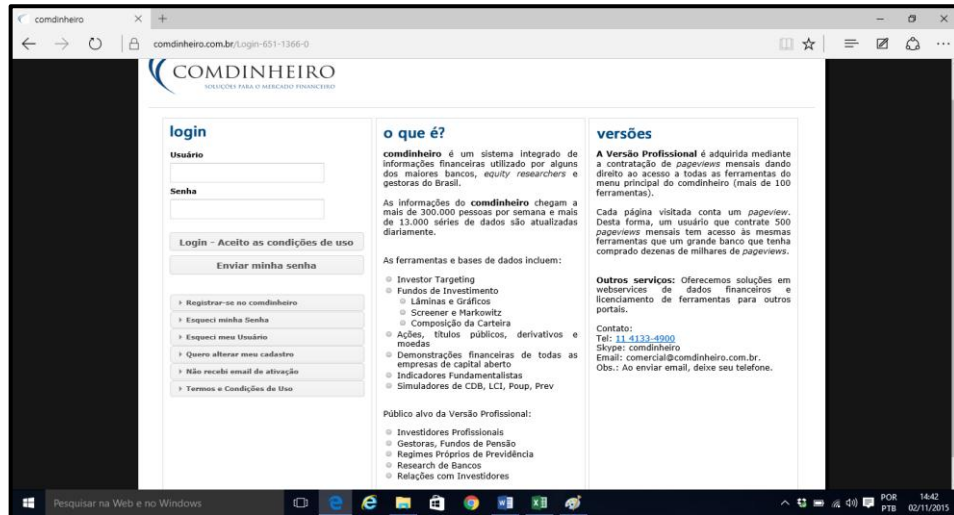 comdinheiro
comdinheiro.com.br/Login-651-1366-0
COMDINHEIRO
SOLUÇÕES PARA O MERCADO FINANCEIRO
login
Usuário
Senha
Login - Aceito as condições de uso
Enviar minha senha
Registrar-se no comdinheiro
Esqueci minha Senha
Esqueci meu Usuário
Quero alterar meu cadastro
Não recebi email de ativação
Termos e Condições de Uso
o que é?
comdinheiro é um sistema integrado de
informações financeiras utilizado por alguns
dos maiores bancos, equity researchers e
gestoras do Brasil.
As informações do comdinheiro chegam a
mais de 300.000 pessoas por semana e mais
de 13.000 séries de dados são atualizadas
diariamente.
As ferramentas e bases de dados incluem:
Investor Targeting
Fundos de Investimento
Lâminas e Gráficos
Screener e Markowitz
Composição da Carteira
Ações, títulos públicos, derivativos e
moedas
Demonstrações financeiras de todas as
empresas de capital aberto
Indicadores Fundamentalistas
Simuladores de CDB, LCI, Poup, Prev
Público alvo da Versão Profissional:
Investidores Profissionais
Gestoras, Fundos de Pensão
Regimes Próprios de Previdência
Research de Bancos
Relações com Investidores
versões
A Versão Profissional é adquirida mediante
a contratação de pageviews mensais dando
direito ao acesso a todas as ferramentas do
menu principal do comdinheiro (mais de 100
ferramentas).
Cada página visitada conta um pageview.
Desta forma, um usuário que contrate 500
pageviews mensais tem acesso às mesmas
ferramentas que um grande banco que tenha
comprado dezenas de milhares de pageviews.
Outros serviços: Oferecemos soluções em
webservices de dados financeiros e
licenciamento de ferramentas para outros
portais.
Contato:
Tel: 11 4133-4900
Skype: comdinheiro
Email: comercial@comdinheiro.com.br.
Obs.: Ao enviar email, deixe seu telefone.
Pesquisar na Web e no Windows
POR
PTB
14:42
02/11/2015